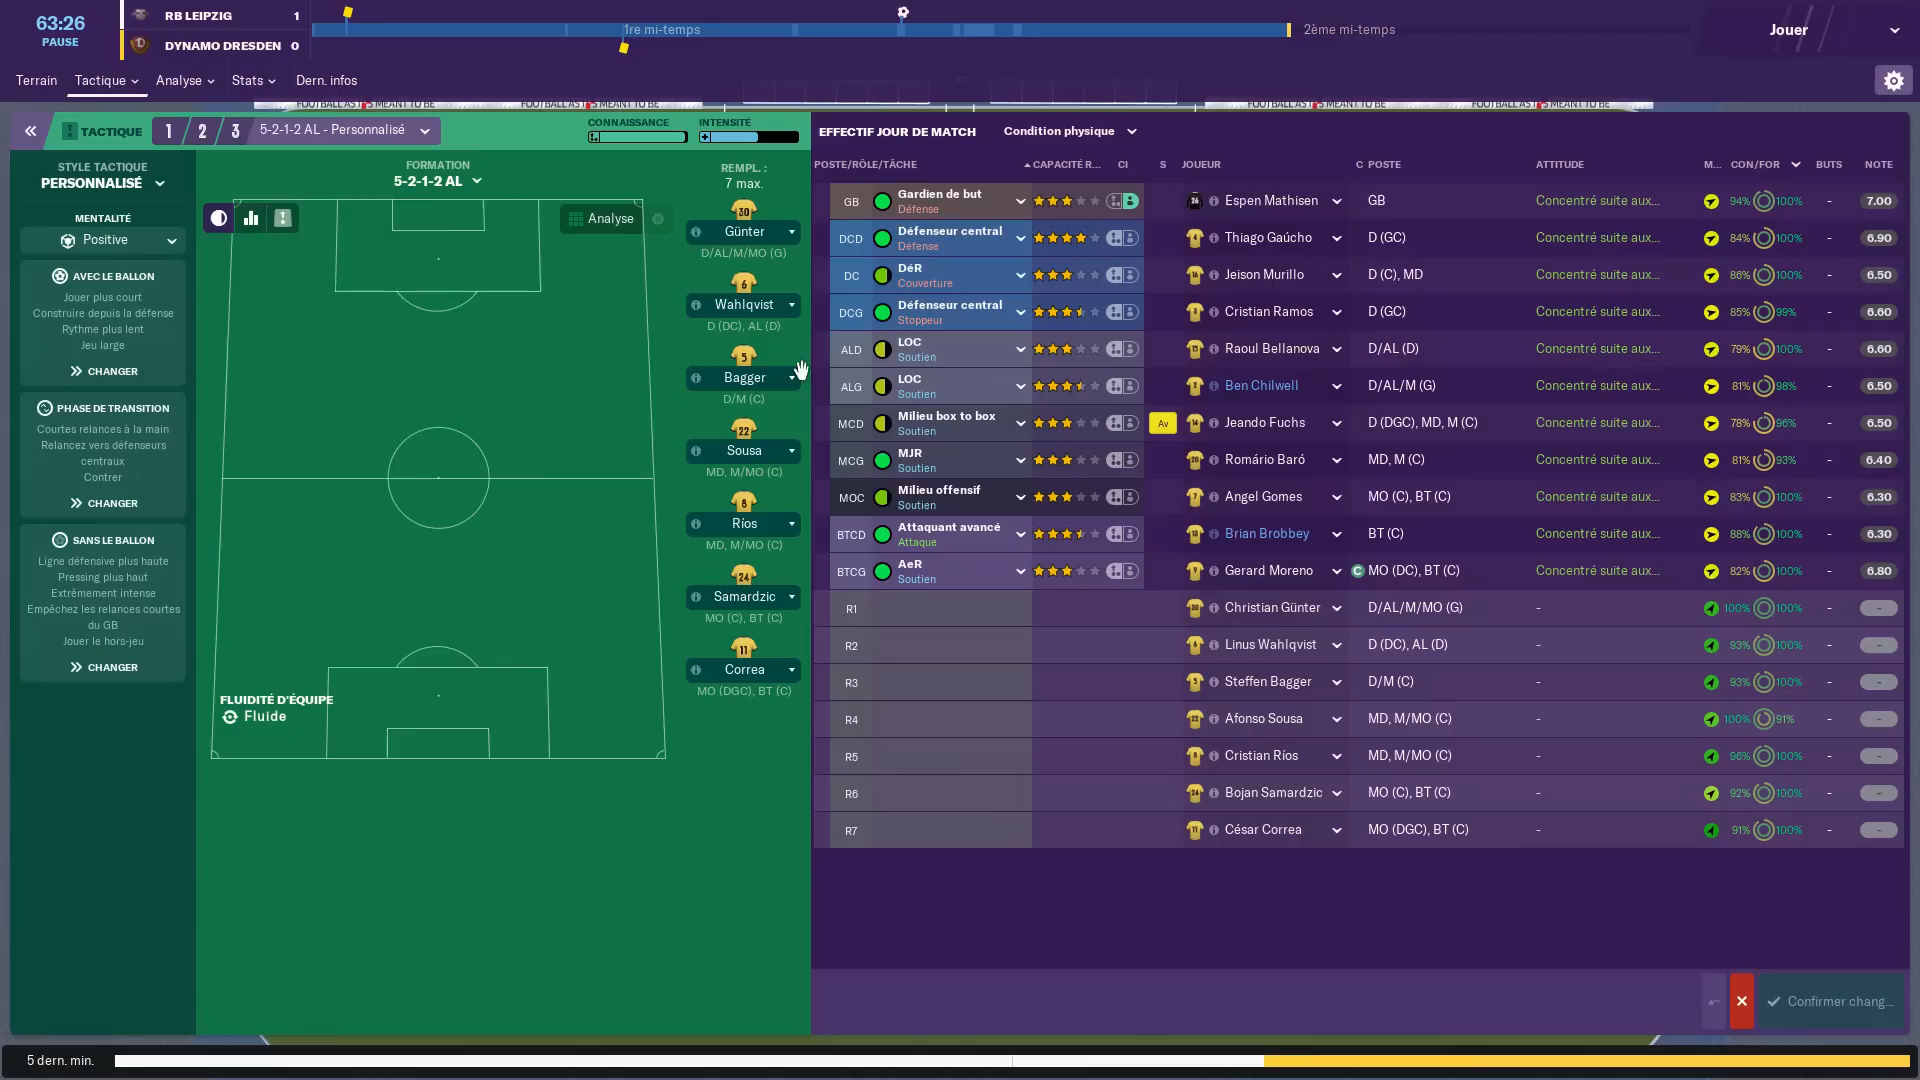 63:26
PAUSE
RB LEIPZIG 1
DYNAMO DRESDEN 0
1re mi-temps
2ème mi-temps
Jouer
Terrain
Tactique
Analyse
Stats
Dern. infos
TACTIQUE
1 2 3
5-2-1-2 AL - Personnalisé
CONNAISSANCE
INTENSITÉ
STYLE TACTIQUE
PERSONNALISÉ
MENTALITÉ
Positive
AVEC LE BALLON
Jouer plus court
Construire depuis la défense
Rythme plus lent
Jeu large
CHANGER
PHASE DE TRANSITION
Courtes relances à la main
Relancez vers défenseurs
centraux
Contrer
CHANGER
SANS LE BALLON
Ligne défensive plus haute
Pressing plus haut
Extrêmement intense
Empêchez les relances courtes
du GB
Jouer le hors-jeu
CHANGER
FORMATION
5-2-1-2 AL
Analyse
FLUIDITÉ D'ÉQUIPE
Fluide
REMPL. :
7 max.
30
Günter
D/AL/M/MO (G)
6
Wahlqvist
D (DC), AL (D)
5
Bagger
D/M (C)
22
Sousa
MD, M/MO (C)
8
Ríos
MD, M/MO (C)
24
Samardzic
MO (C), BT (C)
11
Correa
MO (DGC), BT (C)
EFFECTIF JOUR DE MATCH
Condition physique
POSTE/RÔLE/TÂCHE CAPACITÉ R... CI S JOUEUR C POSTE ATTITUDE M... CON/FOR BUTS NOTE
GB Gardien de but Défense Espen Mathisen GB Concentré suite aux... 94% 100% - 7.00
DCD Défenseur central Défense Thiago Gaúcho D (GC) Concentré suite aux... 84% 100% - 6.90
DC DéR Couverture Jeison Murillo D (C), MD Concentré suite aux... 86% 100% - 6.50
DCG Défenseur central Stoppeur Cristian Ramos D (GC) Concentré suite aux... 85% 99% - 6.60
ALD LOC Soutien Raoul Bellanova D/AL (D) Concentré suite aux... 79% 100% - 6.60
ALG LOC Soutien Ben Chilwell D/AL/M (G) Concentré suite aux... 81% 98% - 6.50
MCD Milieu box to box Soutien Av Jeando Fuchs D (DGC), MD, M (C) Concentré suite aux... 78% 96% - 6.50
MCG MJR Soutien Romário Baró MD, M (C) Concentré suite aux... 81% 93% - 6.40
MOC Milieu offensif Soutien Angel Gomes MO (C), BT (C) Concentré suite aux... 83% 100% - 6.30
BTCD Attaquant avancé Attaque Brian Brobbey BT (C) Concentré suite aux... 88% 100% - 6.30
BTCG AeR Soutien Gerard Moreno C MO (DC), BT (C) Concentré suite aux... 82% 100% - 6.80
R1 Christian Günter D/AL/M/MO (G) - 100% 100% - -
R2 Linus Wahlqvist D (DC), AL (D) - 93% 100% - -
R3 Steffen Bagger D/M (C) - 93% 100% - -
R4 Afonso Sousa MD, M/MO (C) - 100% 91% - -
R5 Cristian Ríos MD, M/MO (C) - 96% 100% - -
R6 Bojan Samardzic MO (C), BT (C) - 92% 100% - -
R7 César Correa MO (DGC), BT (C) - 91% 100% - -
Confirmer chang...
5 dern. min.